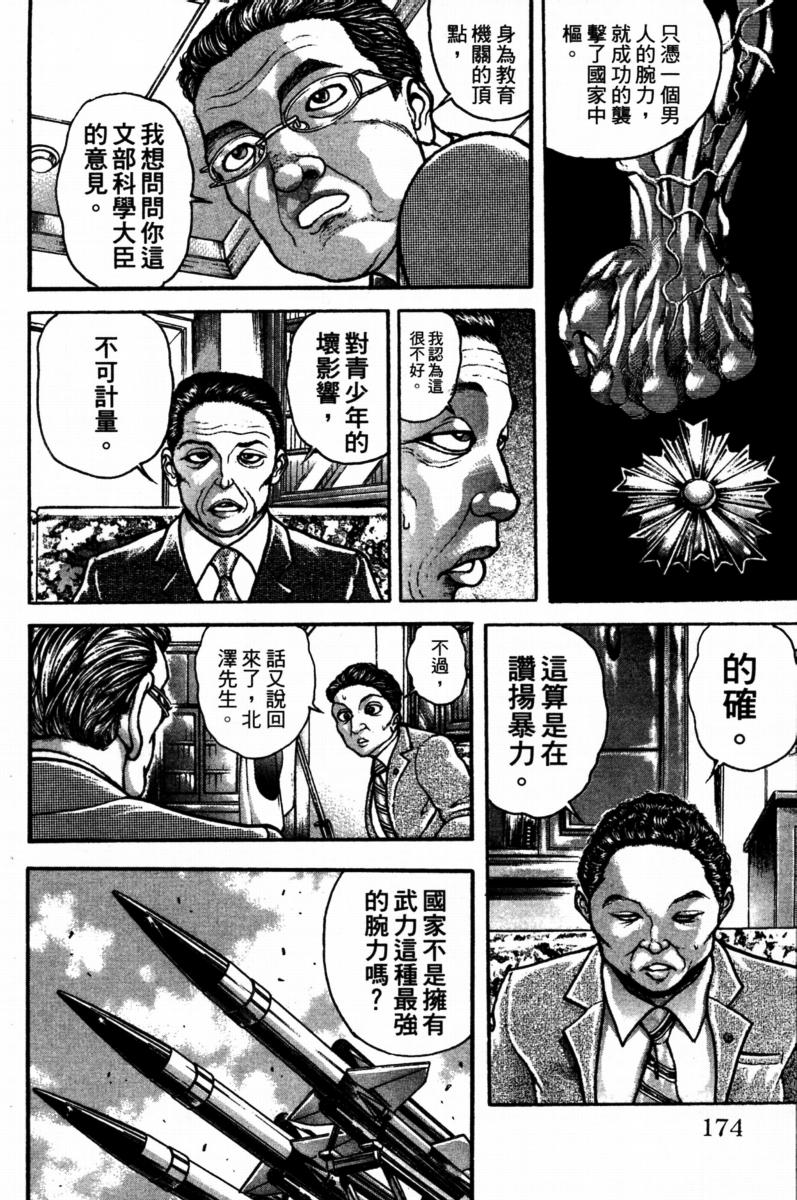 只憑一個男
人的腕力，
就成功的襲
擊了國家中
樞。
身為教育
機關的頂
點，
我想問問你這
文部科學大臣
的意見。
我認為這
很不好。
對青少年的
壞影響，
不可計量。
的確。
這算是在
讚揚暴力。
不過，
話又說回
來了，北
澤先生。
國家不是擁有
武力這種最強
的腕力嗎？
174